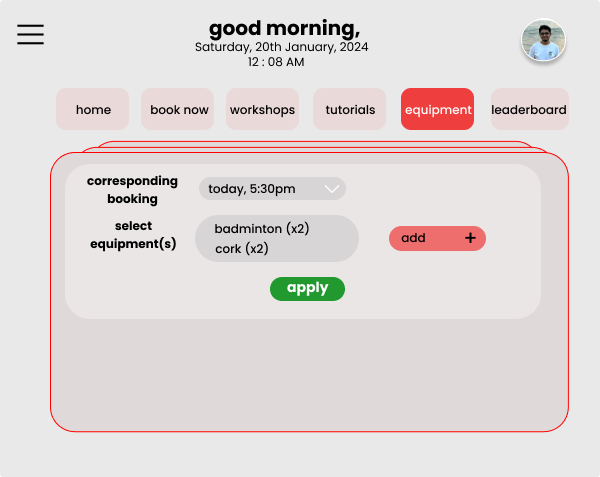 good morning,
Saturday, 20th January, 2024
12 : 08 AM
home
book now
workshops
tutorials
equipment
leaderboard
corresponding
booking
today, 5:30pm
select
equipment(s)
badminton (x2)
cork (x2)
add +
apply